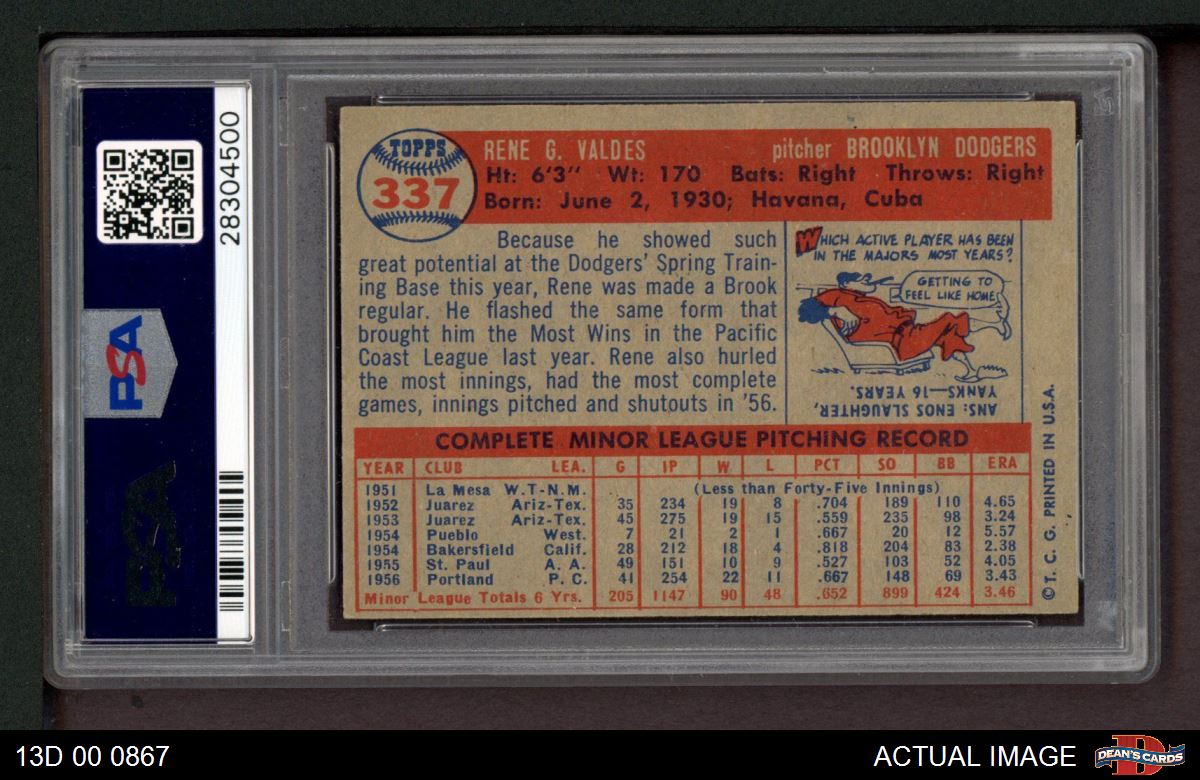 28304500
PSA
PSA
TOPPS
337
RENE G. VALDES pitcher BROOKLYN DODGERS
Ht: 6'3" Wt: 170 Bats: Right Throws: Right
Born: June 2, 1930; Havana, Cuba
Because he showed such
great potential at the Dodgers' Spring Train-
ing Base this year, Rene was made a Brook
regular. He flashed the same form that
brought him the Most Wins in the Pacific
Coast League last year. Rene also hurled
the most innings, had the most complete
games, innings pitched and shutouts in '56.
WHICH ACTIVE PLAYER HAS BEEN
IN THE MAJORS MOST YEARS?
GETTING TO
FEEL LIKE HOME!
ANS: ENOS SLAUGHTER,
YANKS—16 YEARS.
COMPLETE MINOR LEAGUE PITCHING RECORD
YEAR CLUB LEA. G IP W L PCT SO BB ERA
1951 La Mesa W.T-N.M. (Less than Forty-Five Innings)
1952 Juarez Ariz-Tex. 35 234 19 8 .704 189 110 4.65
1953 Juarez Ariz-Tex. 45 275 19 15 .559 235 98 3.24
1954 Pueblo West. 7 21 2 1 .667 20 12 5.57
1954 Bakersfield Calif. 28 212 18 4 .818 204 83 2.38
1955 St. Paul A. A. 49 151 10 9 .527 103 52 4.05
1956 Portland P. C. 41 254 22 11 .667 148 69 3.43
Minor League Totals 6 Yrs. 205 1147 90 48 .652 899 424 3.46
© T. C. G. PRINTED IN U.S.A.
13D 00 0867
ACTUAL IMAGE
D
DEAN'S CARDS